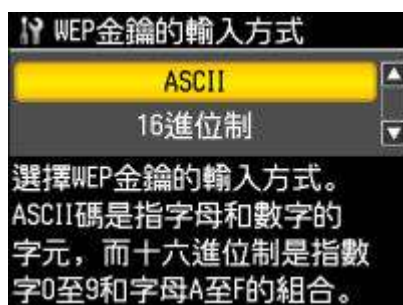 WEP金鑰的輸入方式
ASCII
16進位制
選擇WEP金鑰的輸入方式。
ASCII碼是指字母和數字的
字元，而十六進位制是指數
字0至9和字母A至F的組合。